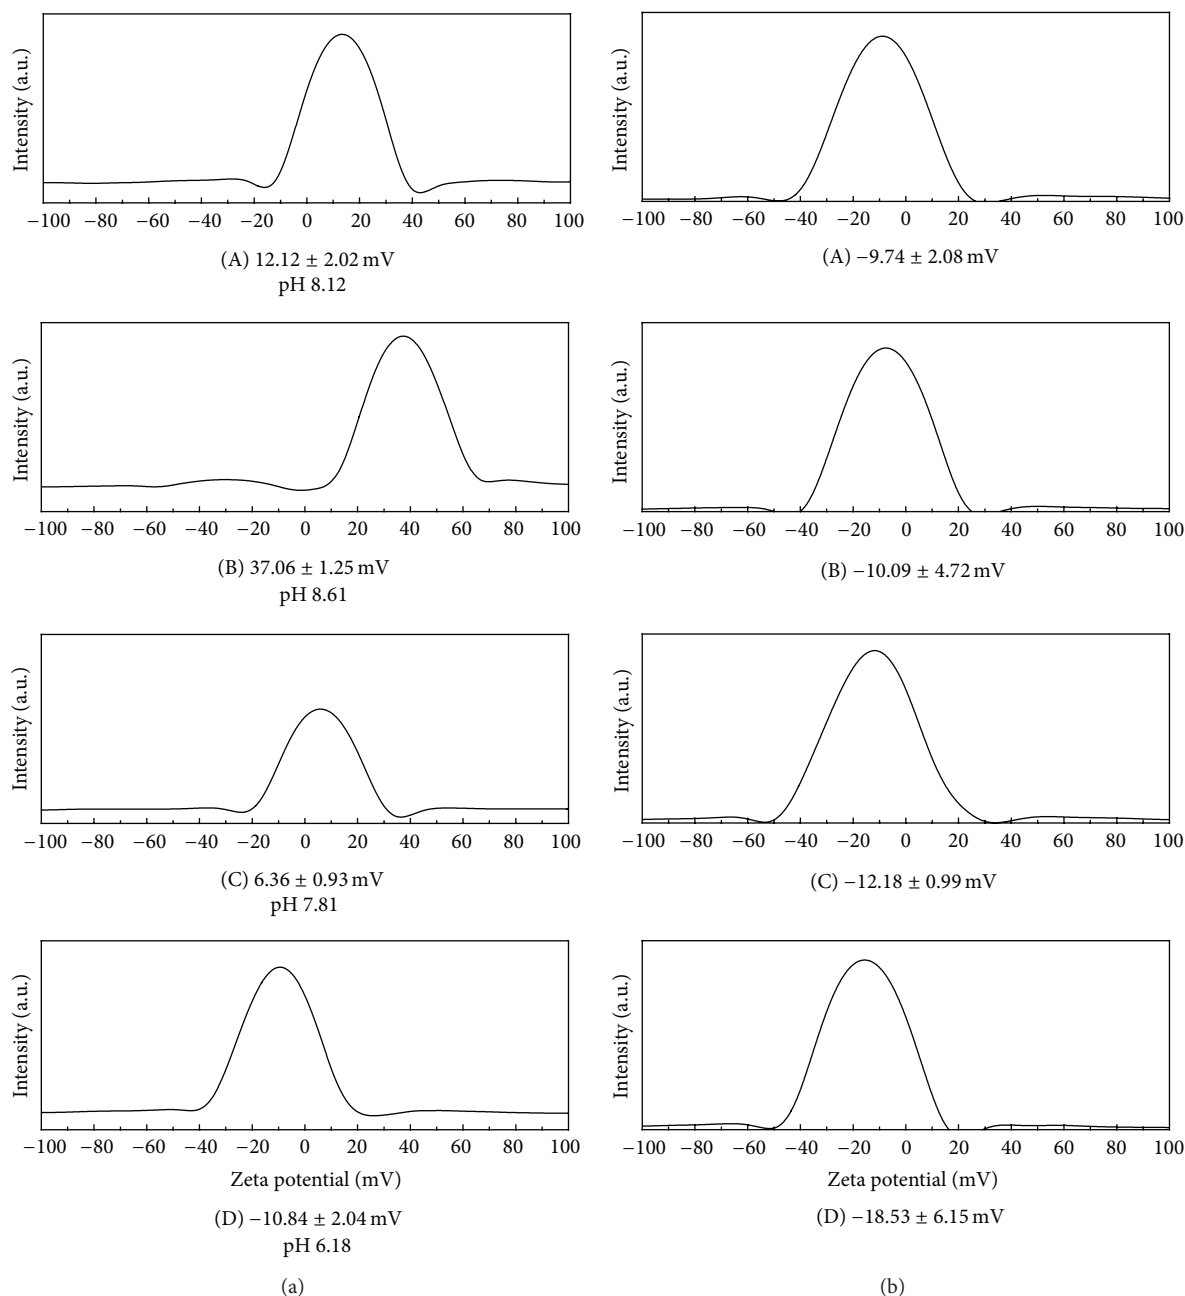 Intensity (a.u.)
−100 −80 −60 −40 −20 0 20 40 60 80 100
(A) 12.12 ± 2.02 mV
pH 8.12
Intensity (a.u.)
−100 −80 −60 −40 −20 0 20 40 60 80 100
(B) 37.06 ± 1.25 mV
pH 8.61
Intensity (a.u.)
−100 −80 −60 −40 −20 0 20 40 60 80 100
(C) 6.36 ± 0.93 mV
pH 7.81
Intensity (a.u.)
−100 −80 −60 −40 −20 0 20 40 60 80 100
Zeta potential (mV)
(D) −10.84 ± 2.04 mV
pH 6.18
(a)
Intensity (a.u.)
−100 −80 −60 −40 −20 0 20 40 60 80 100
(A) −9.74 ± 2.08 mV
Intensity (a.u.)
−100 −80 −60 −40 −20 0 20 40 60 80 100
(B) −10.09 ± 4.72 mV
Intensity (a.u.)
−100 −80 −60 −40 −20 0 20 40 60 80 100
(C) −12.18 ± 0.99 mV
Intensity (a.u.)
−100 −80 −60 −40 −20 0 20 40 60 80 100
Zeta potential (mV)
(D) −18.53 ± 6.15 mV
(b)